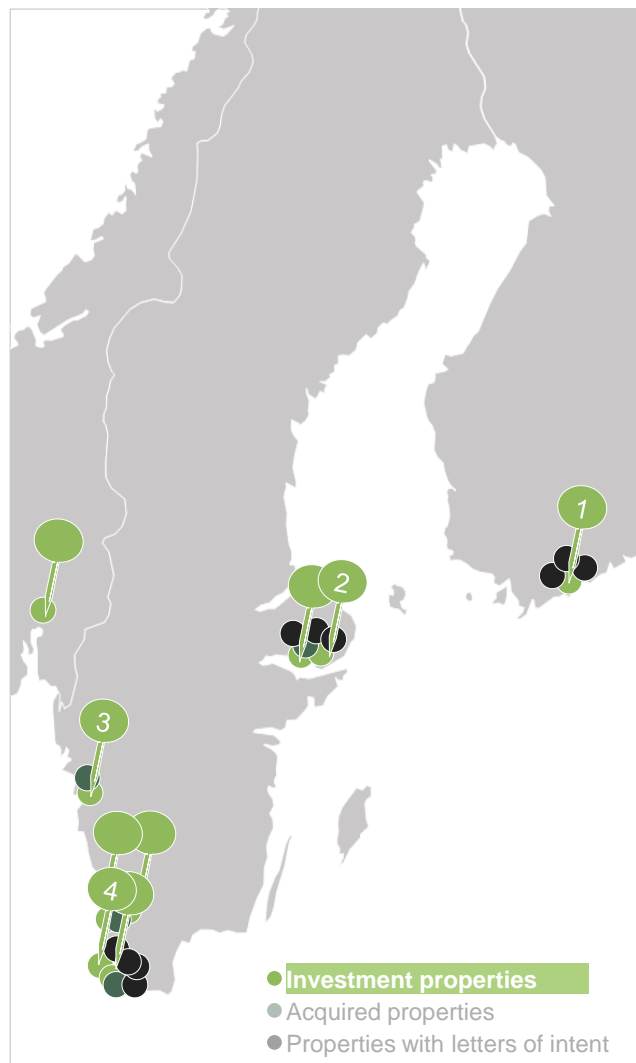 1
2
3
4
Investment properties
Acquired properties
Properties with letters of intent